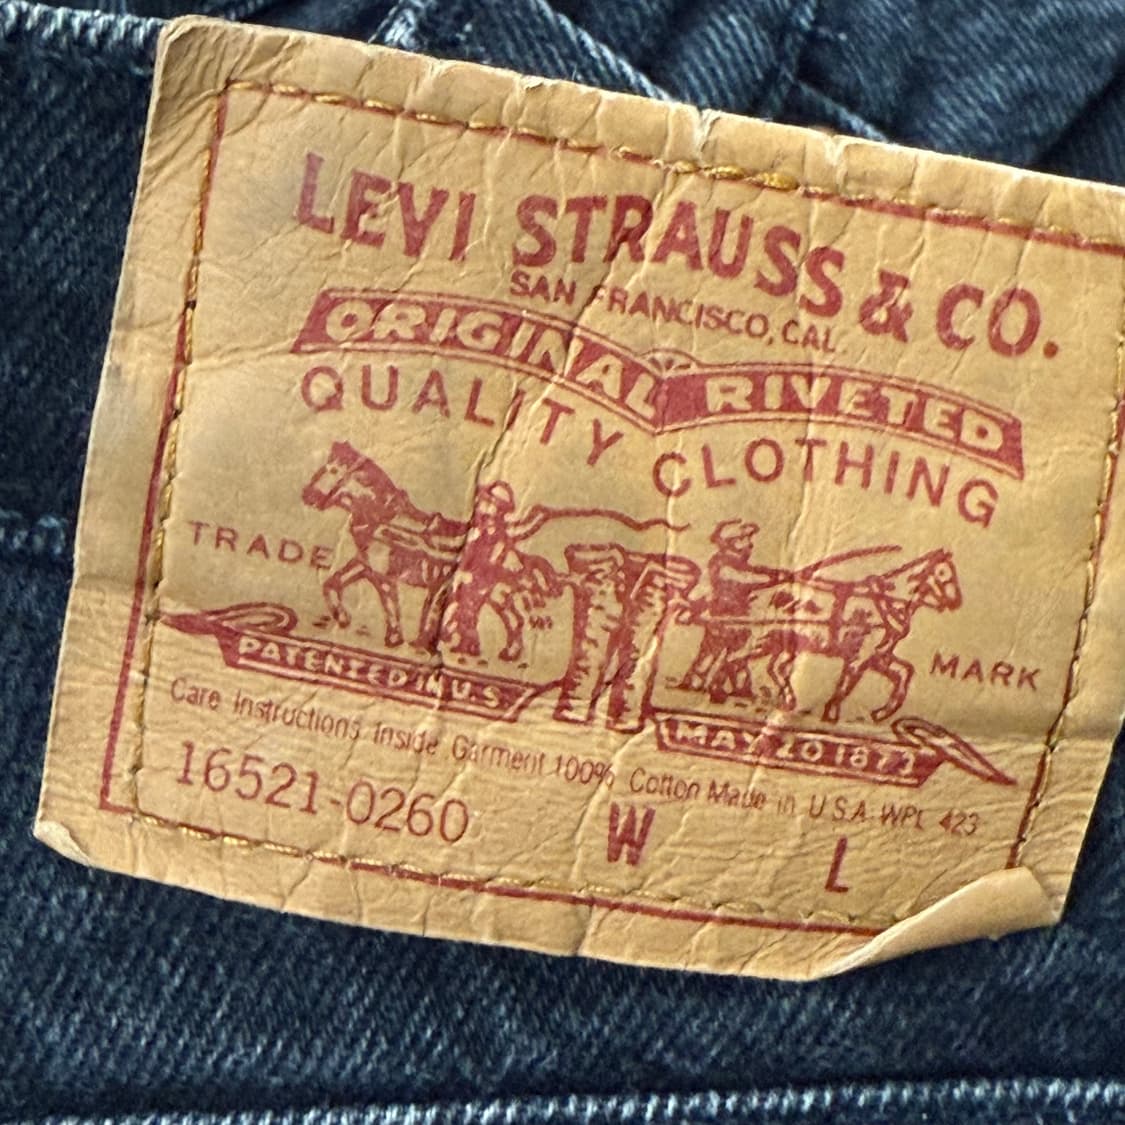 LEVI STRAUSS & CO.
SAN FRANCISCO, CAL.
ORIGINAL RIVETED
QUALITY CLOTHING
TRADE MARK
PATENTED IN U.S.
MAY 20 1873
Care Instructions Inside Garment 100% Cotton Made in U.S.A. WPL 423
16521-0260 W L